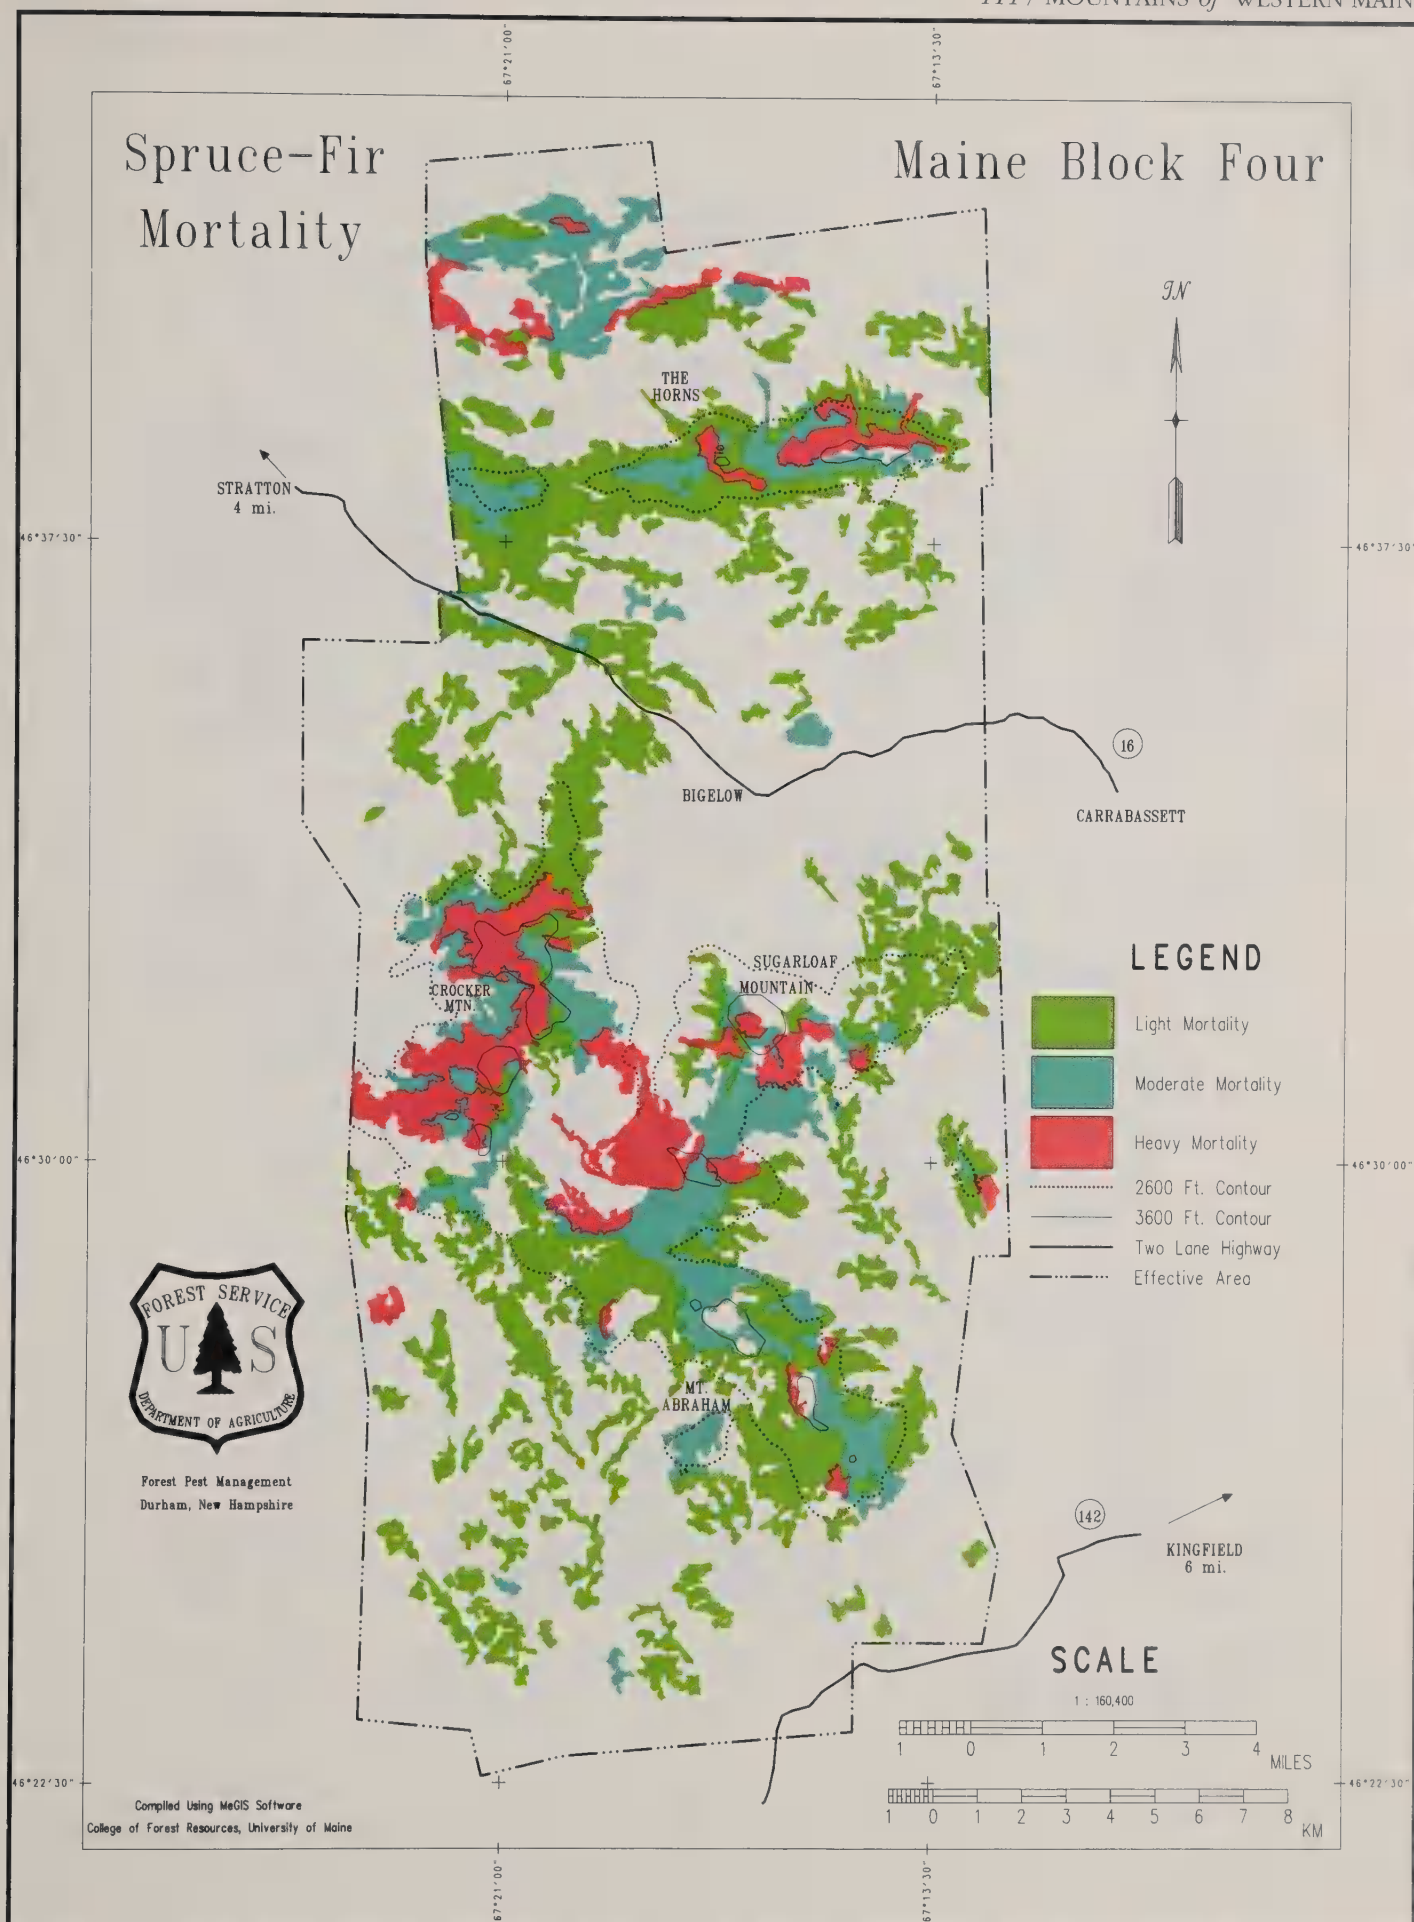 MOUNTAINS of WESTERN MAIN
67°21'00"
67°13'30"
Spruce-Fir
Mortality
Maine Block Four
N
THE
HORNS
STRATTON
4 mi.
46°37'30"
46°37'30"
16
BIGELOW
CARRABASSETT
SUGARLOAF
MOUNTAIN
CROCKER
MTN.
LEGEND
Light Mortality
Moderate Mortality
Heavy Mortality
2600 Ft. Contour
3600 Ft. Contour
Two Lane Highway
Effective Area
46°30'00"
46°30'00"
FOREST SERVICE
U S
DEPARTMENT OF AGRICULTURE
MT.
ABRAHAM
Forest Pest Management
Durham, New Hampshire
142
KINGFIELD
6 mi.
SCALE
1 : 160,400
1 0 1 2 3 4
MILES
1 0 1 2 3 4 5 6 7 8
KM
46°22'30"
46°22'30"
Compiled Using MeGIS Software
College of Forest Resources, University of Maine
67°21'00"
67°13'30"